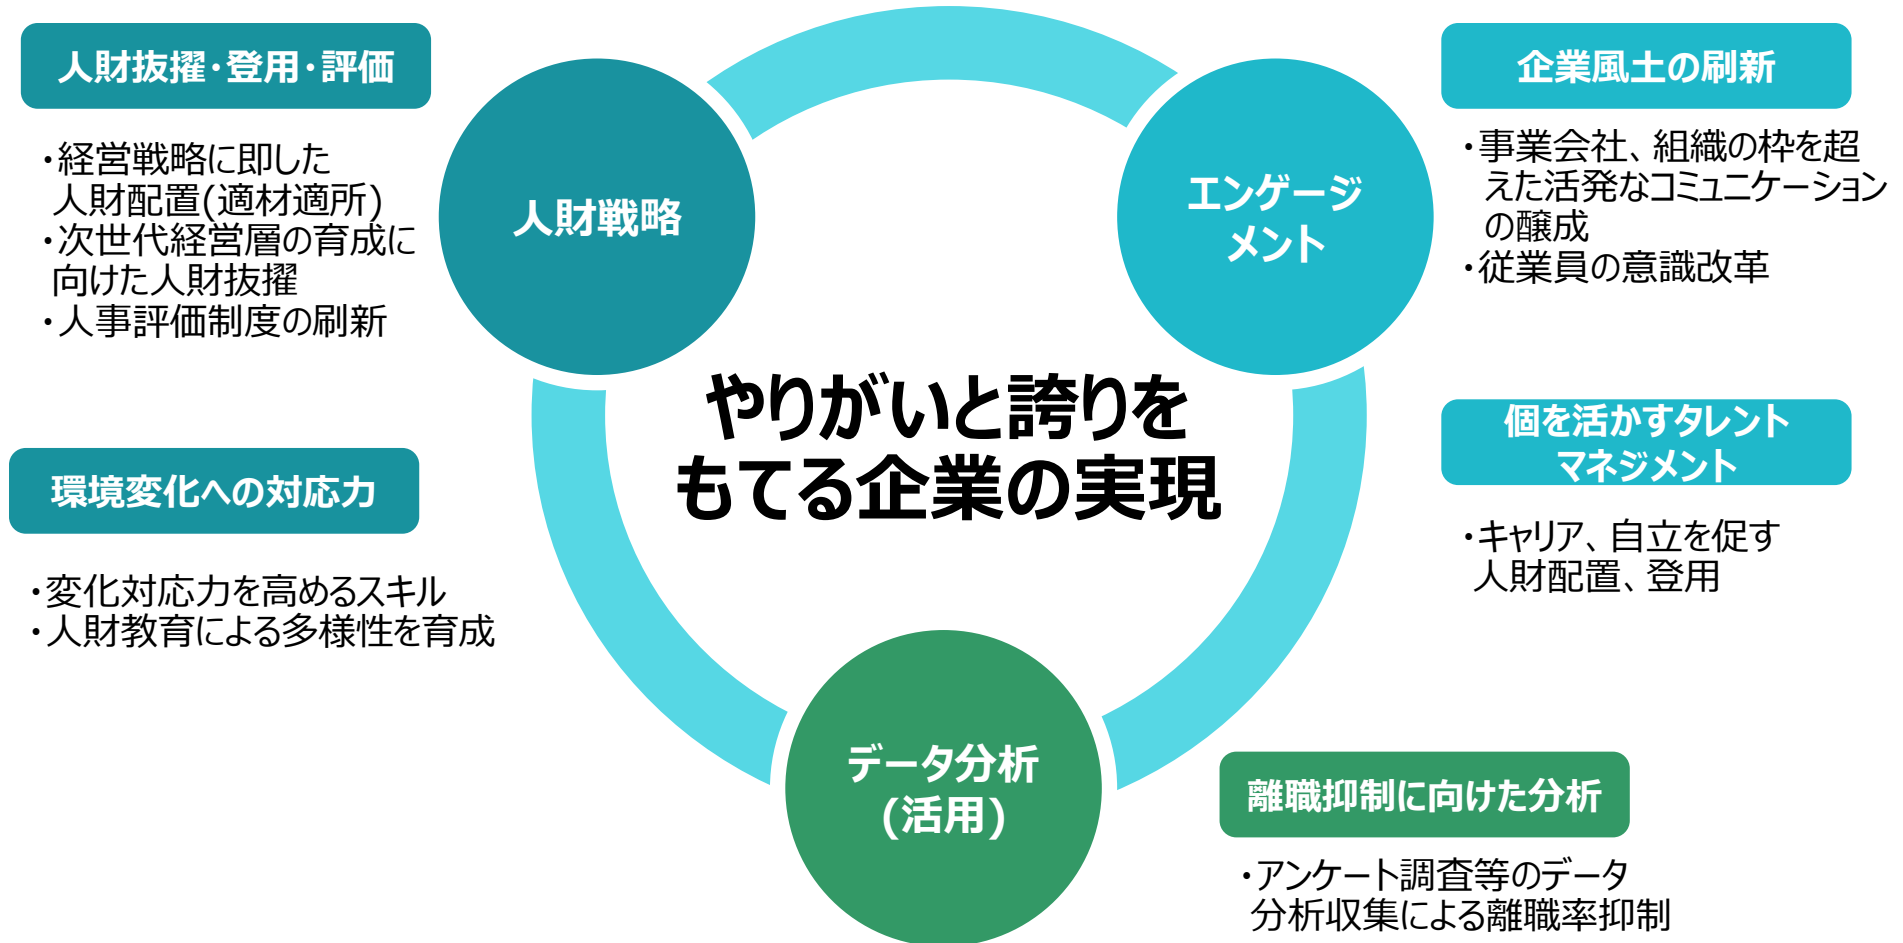 人財抜擢・登用・評価
・経営戦略に即した
人財配置(適材適所)
・次世代経営層の育成に
向けた人財抜擢
・人事評価制度の刷新
環境変化への対応力
・変化対応力を高めるスキル
・人財教育による多様性を育成
人財戦略
エンゲージ
メント
やりがいと誇りを
もてる企業の実現
データ分析
(活用)
企業風土の刷新
・事業会社、組織の枠を超
えた活発なコミュニケーション
の醸成
・従業員の意識改革
個を活かすタレント
マネジメント
・キャリア、自立を促す
人財配置、登用
離職抑制に向けた分析
・アンケート調査等のデータ
分析収集による離職率抑制